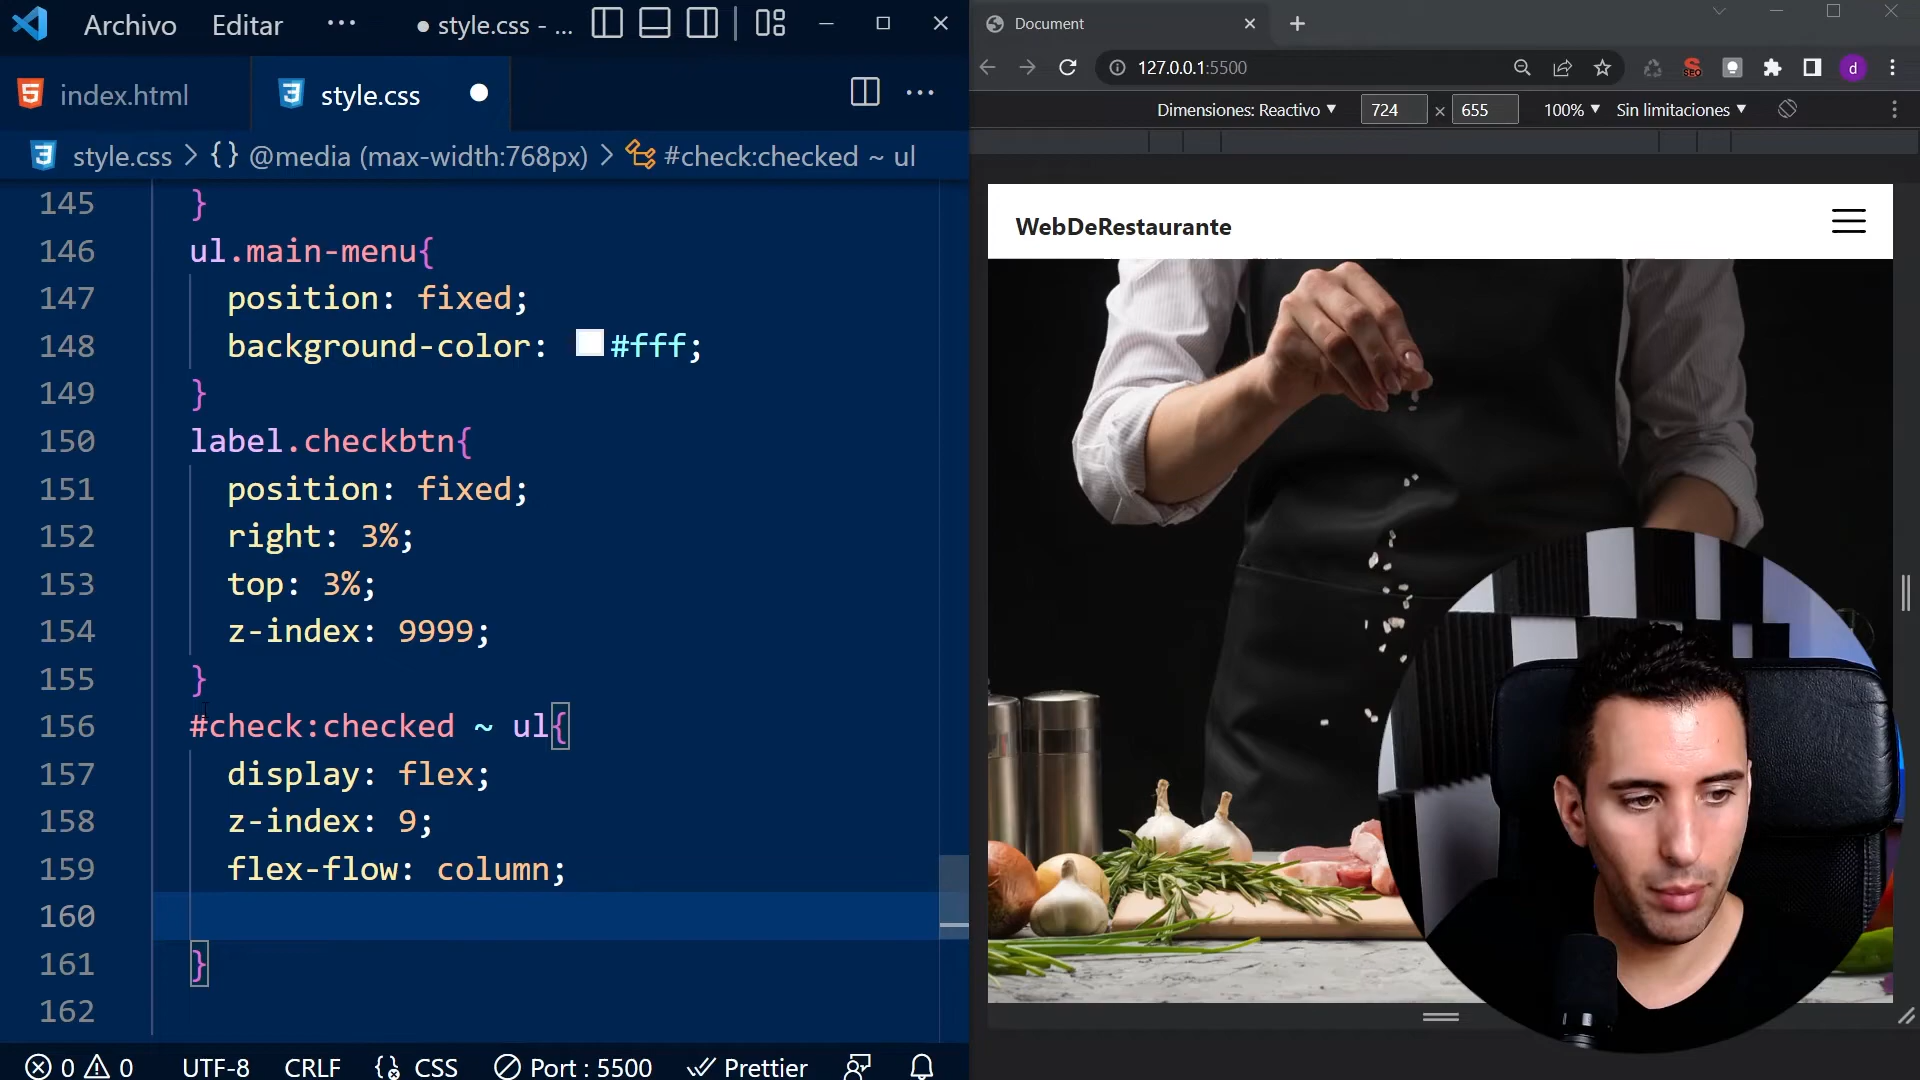 Archivo Editar ··· ● style.css - ...
index.html style.css ●
style.css > {} @media (max-width:768px) > #check:checked ~ ul
145 }
146 ul.main-menu{
147 position: fixed;
148 background-color: #fff;
149 }
150 label.checkbtn{
151 position: fixed;
152 right: 3%;
153 top: 3%;
154 z-index: 9999;
155 }
156 #check:checked ~ ul{
157 display: flex;
158 z-index: 9;
159 flex-flow: column;
160
161 }
162
0 0 UTF-8 CRLF {} CSS Port : 5500 Prettier
Document
127.0.0.1:5500 SEO d
Dimensiones: Reactivo ▼ 724 × 655 100% ▼ Sin limitaciones ▼
WebDeRestaurante